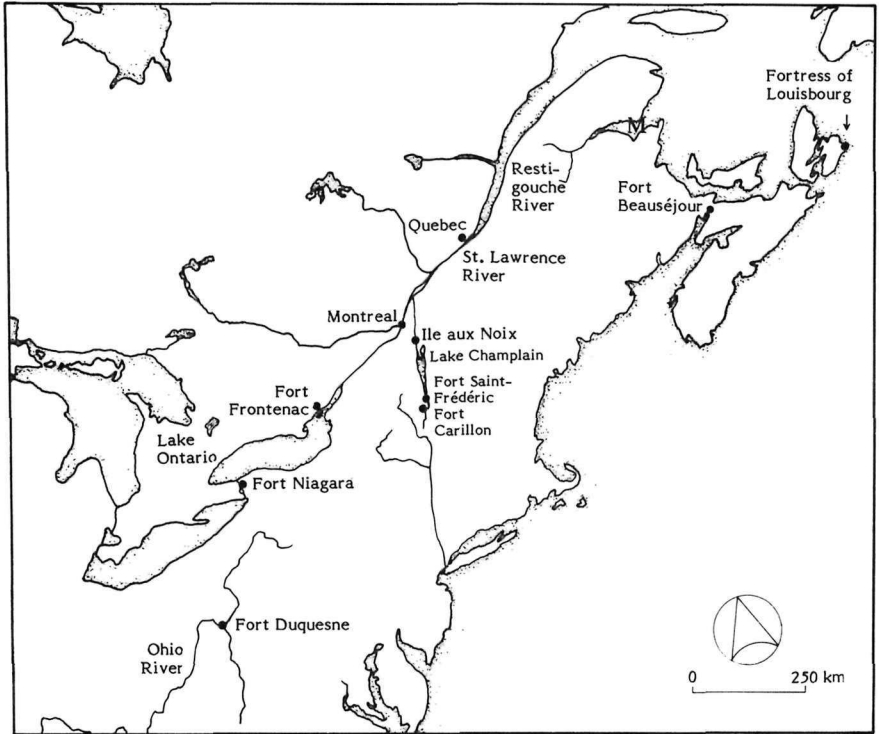 Fortress of
Louisbourg
M
Resti-
gouche
River
Fort
Beauséjour
Quebec
St. Lawrence
River
Montreal
Ile aux Noix
Lake Champlain
Fort Saint-
Frédéric
Fort
Carillon
Fort
Frontenac
Lake
Ontario
Fort Niagara
Fort Duquesne
Ohio
River
0 250 km